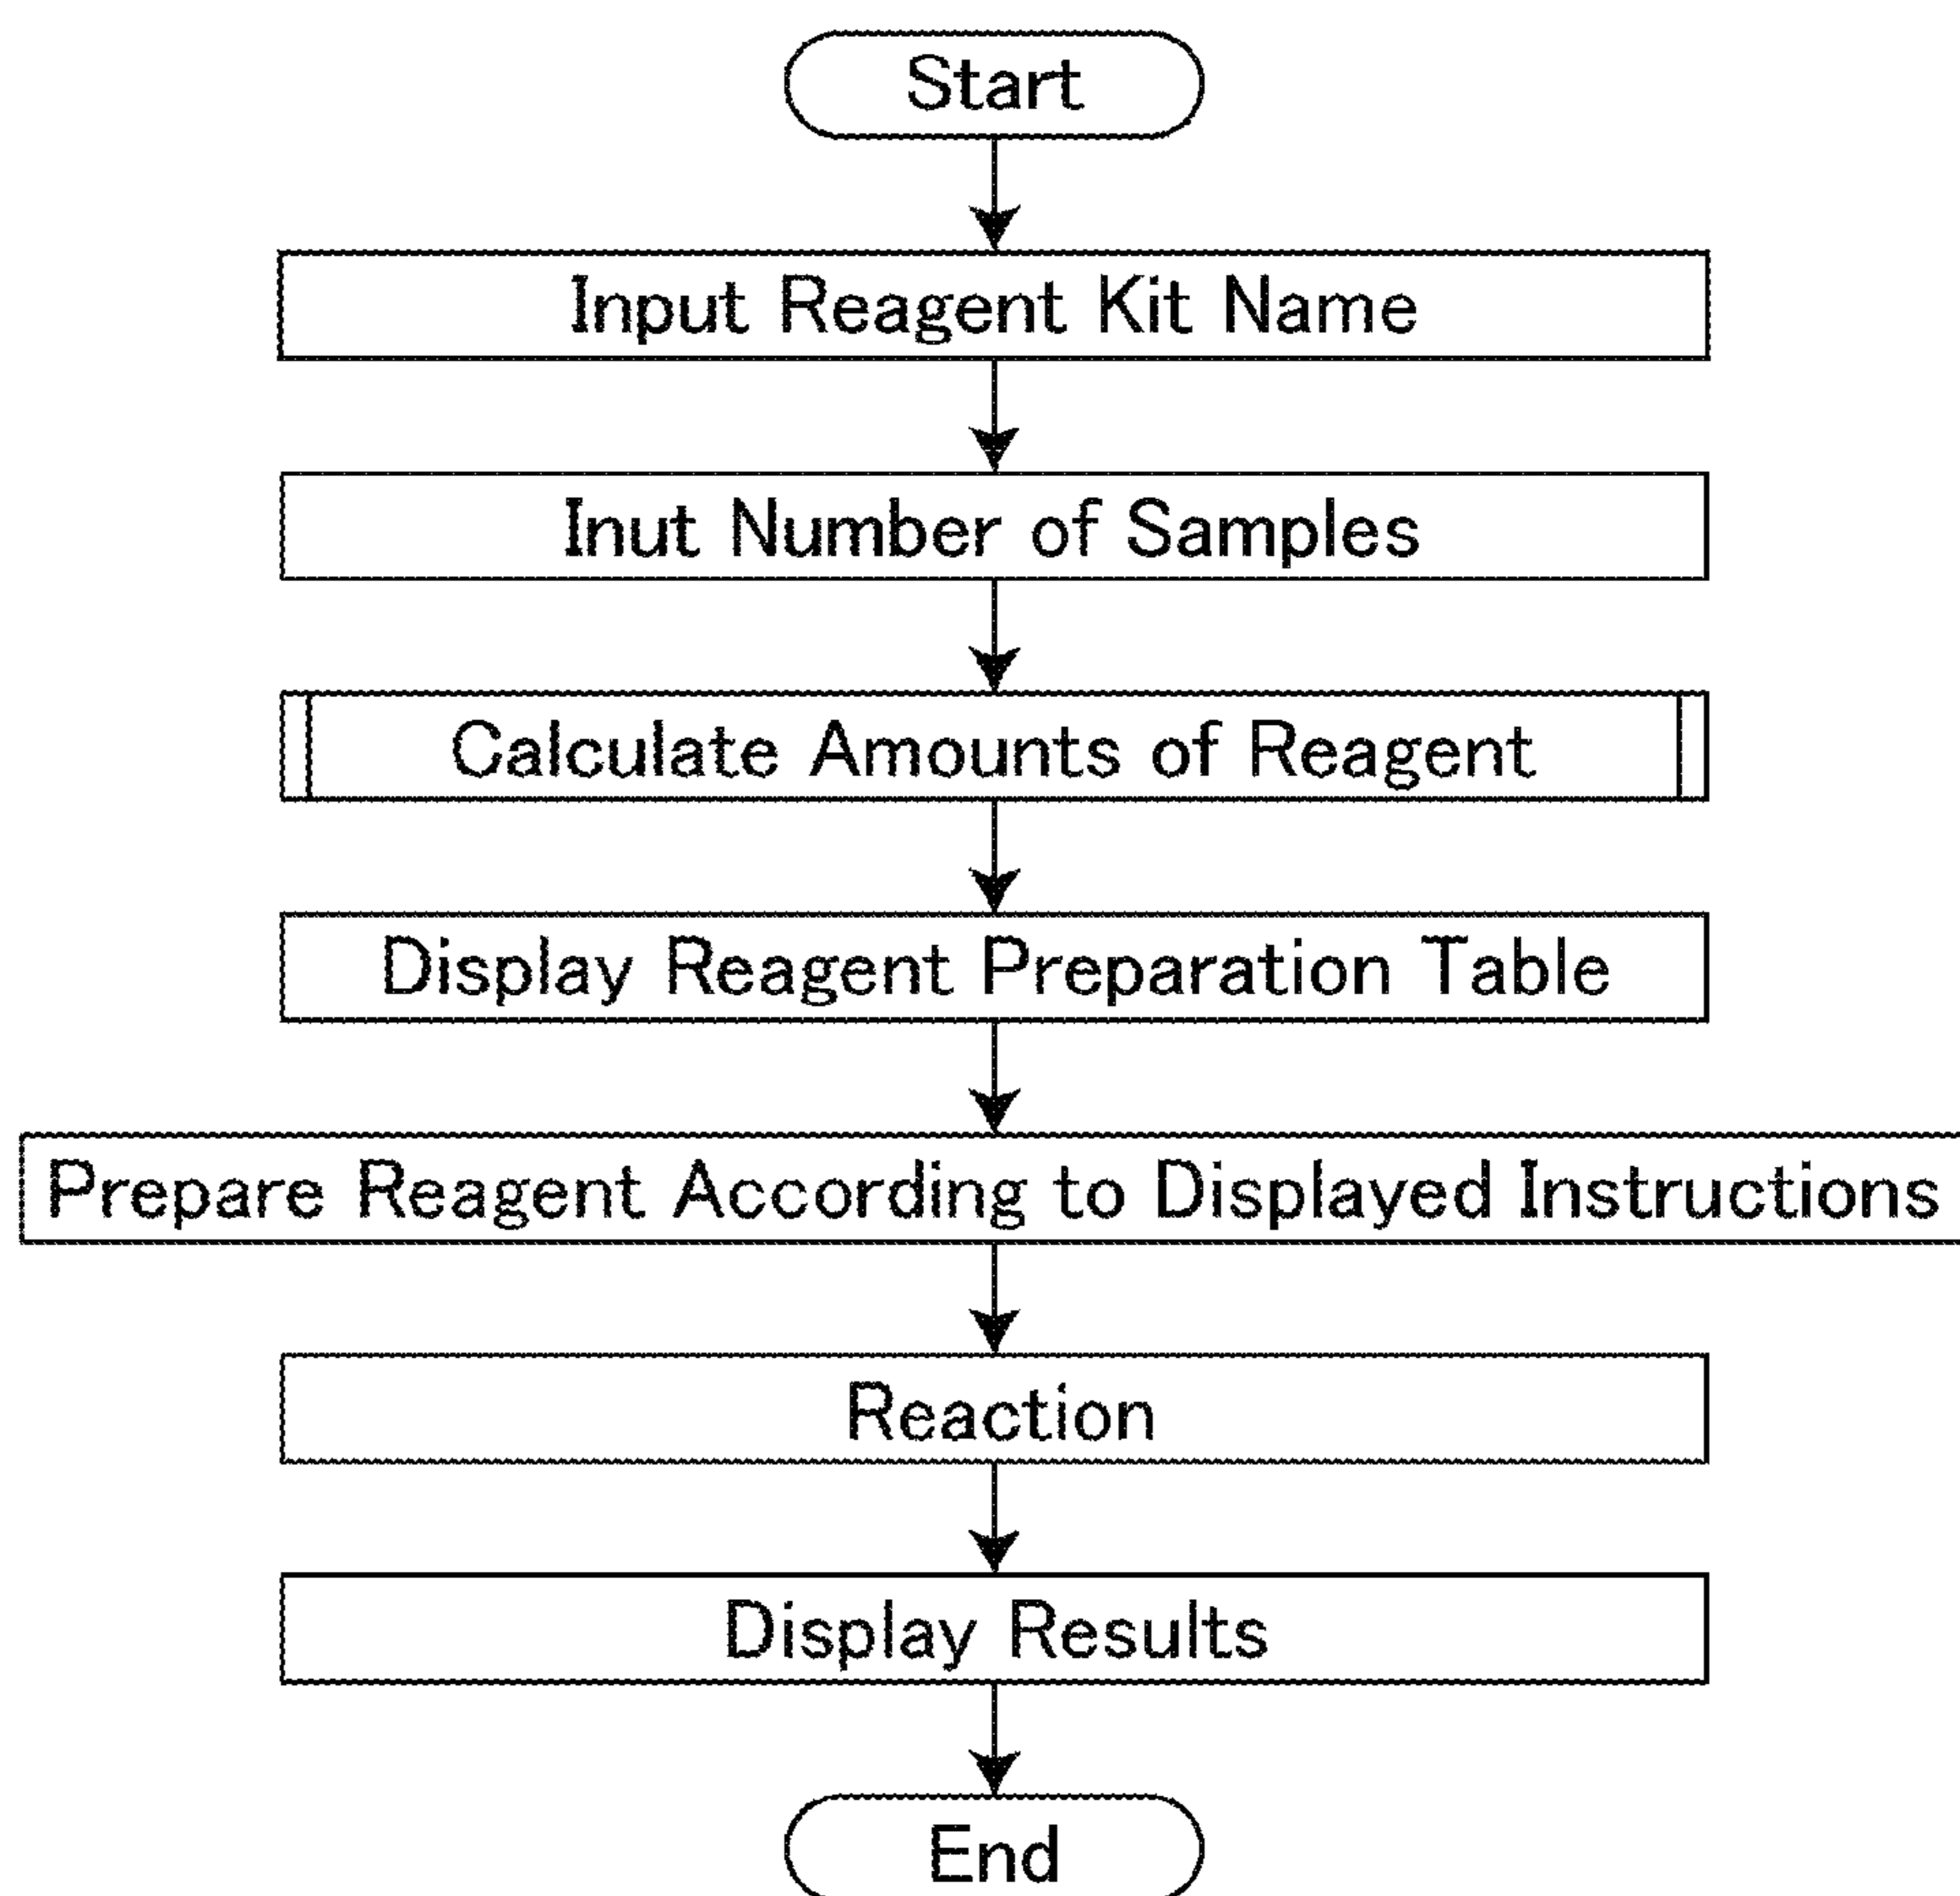 Start
Input Reagent Kit Name
Inut Number of Samples
Calculate Amounts of Reagent
Display Reagent Preparation Table
Prepare Reagent According to Displayed Instructions
Reaction
Display Results
End